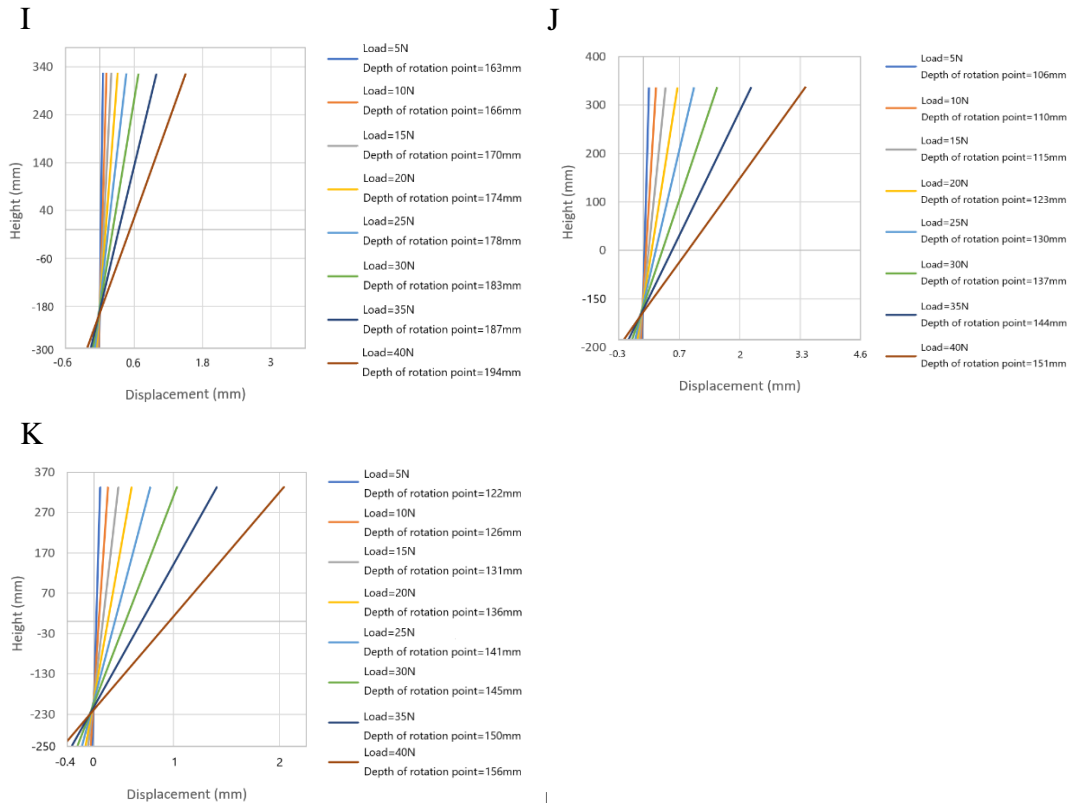 I
Height (mm)
340
240
140
40
-60
-180
-300
-0.6
0.6
1.8
3
Displacement (mm)
Load=5N
Depth of rotation point=163mm
Load=10N
Depth of rotation point=166mm
Load=15N
Depth of rotation point=170mm
Load=20N
Depth of rotation point=174mm
Load=25N
Depth of rotation point=178mm
Load=30N
Depth of rotation point=183mm
Load=35N
Depth of rotation point=187mm
Load=40N
Depth of rotation point=194mm
J
Height (mm)
400
300
200
100
0
-150
-200
-0.3
0.7
2
3.3
4.6
Displacement (mm)
Load=5N
Depth of rotation point=106mm
Load=10N
Depth of rotation point=110mm
Load=15N
Depth of rotation point=115mm
Load=20N
Depth of rotation point=123mm
Load=25N
Depth of rotation point=130mm
Load=30N
Depth of rotation point=137mm
Load=35N
Depth of rotation point=144mm
Load=40N
Depth of rotation point=151mm
K
Height (mm)
370
270
170
70
-30
-130
-230
-250
-0.4
0
1
2
Displacement (mm)
Load=5N
Depth of rotation point=122mm
Load=10N
Depth of rotation point=126mm
Load=15N
Depth of rotation point=131mm
Load=20N
Depth of rotation point=136mm
Load=25N
Depth of rotation point=141mm
Load=30N
Depth of rotation point=145mm
Load=35N
Depth of rotation point=150mm
Load=40N
Depth of rotation point=156mm